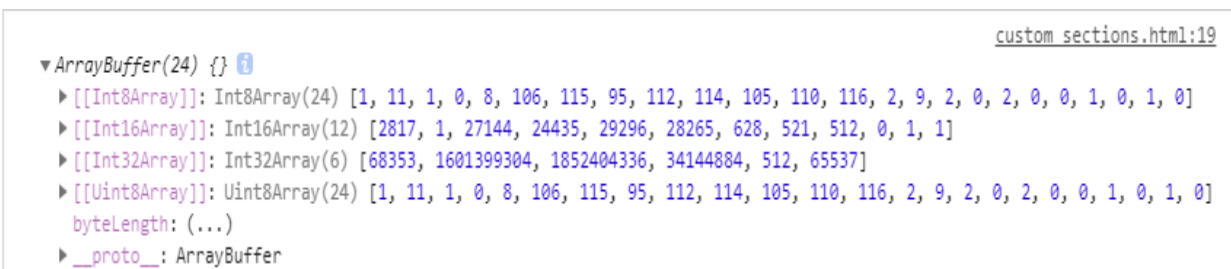 custom sections.html:19
▼ArrayBuffer(24) {} i
▶[[Int8Array]]: Int8Array(24) [1, 11, 1, 0, 8, 106, 115, 95, 112, 114, 105, 110, 116, 2, 9, 2, 0, 2, 0, 0, 1, 0, 1, 0]
▶[[Int16Array]]: Int16Array(12) [2817, 1, 27144, 24435, 29296, 28265, 628, 521, 512, 0, 1, 1]
▶[[Int32Array]]: Int32Array(6) [68353, 1601399304, 1852404336, 34144884, 512, 65537]
▶[[Uint8Array]]: Uint8Array(24) [1, 11, 1, 0, 8, 106, 115, 95, 112, 114, 105, 110, 116, 2, 9, 2, 0, 2, 0, 0, 1, 0, 1, 0]
byteLength: (...)
▶__proto__: ArrayBuffer